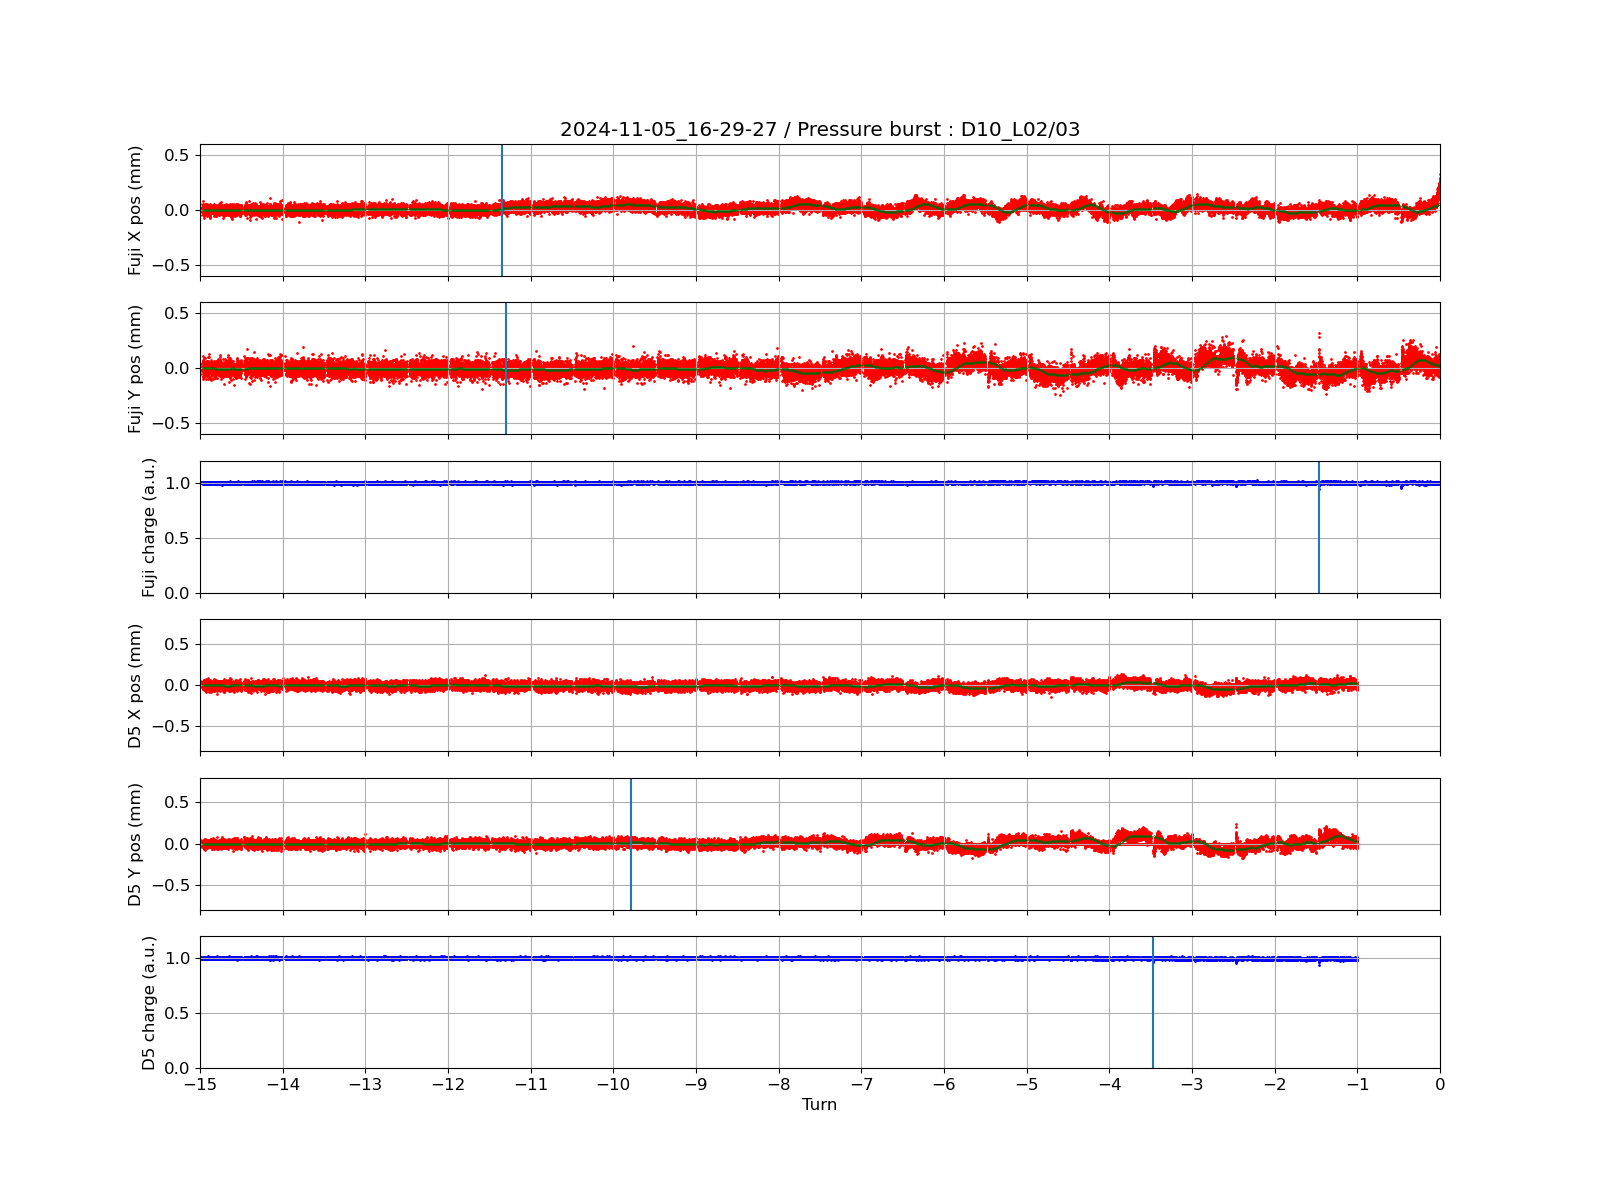 2024-11-05_16-29-27 / Pressure burst : D10_L02/03
Fuji X pos (mm)
0.5
0.0
−0.5
Fuji Y pos (mm)
0.5
0.0
−0.5
Fuji charge (a.u.)
1.0
0.5
0.0
D5 X pos (mm)
0.5
0.0
−0.5
D5 Y pos (mm)
0.5
0.0
−0.5
D5 charge (a.u.)
1.0
0.5
0.0
−15 −14 −13 −12 −11 −10 −9 −8 −7 −6 −5 −4 −3 −2 −1 0
Turn